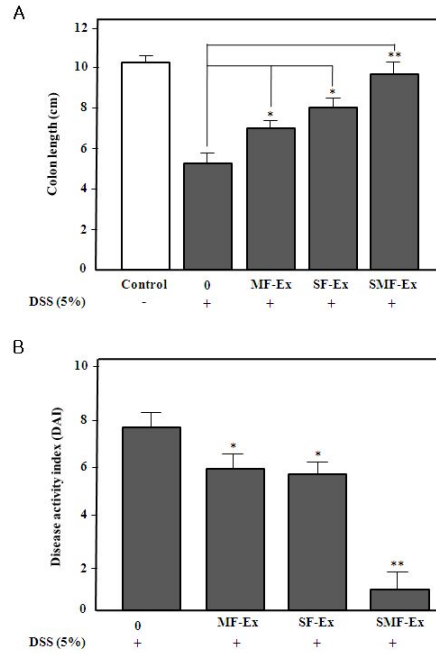 A
12
10
8
6
4
2
0
Colon length (cm)
*
*
**
Control 0 MF-Ex SF-Ex SMF-Ex
DSS (5%) - + + + +
B
10
8
6
4
2
0
Disease activity index (DAI)
*
*
**
0 MF-Ex SF-Ex SMF-Ex
DSS (5%) + + + +